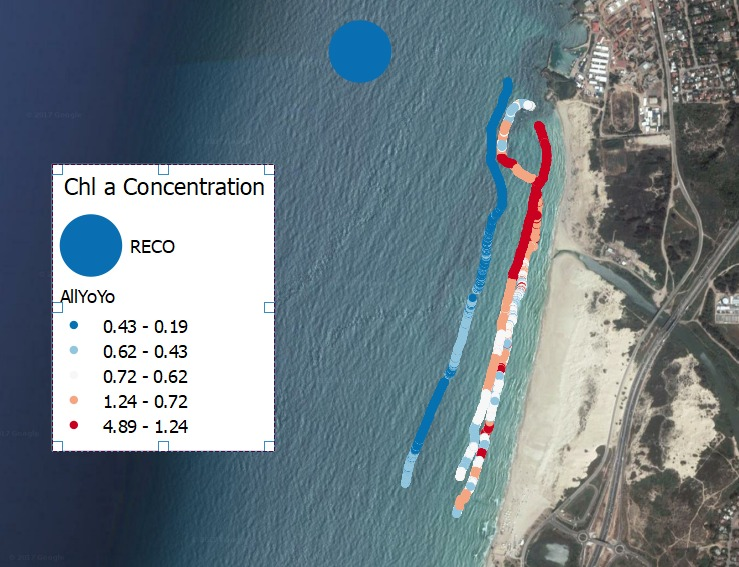 Chl a Concentration
RECO
AllYoYo
0.43 - 0.19
0.62 - 0.43
0.72 - 0.62
1.24 - 0.72
4.89 - 1.24